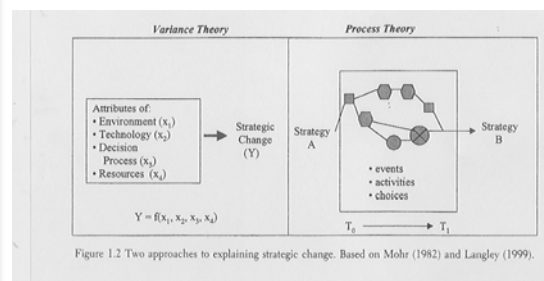 Variance Theory
Process Theory
Attributes of:
• Environment (x₁)
• Technology (x₂)
• Decision
Process (x₃)
• Resources (x₄)
Strategic
Change
(Y)
Y = f(x₁, x₂, x₃, x₄)
Strategy
A
• events
• activities
• choices
Strategy
B
T₀
T₁
Figure 1.2 Two approaches to explaining strategic change. Based on Mohr (1982) and Langley (1999).